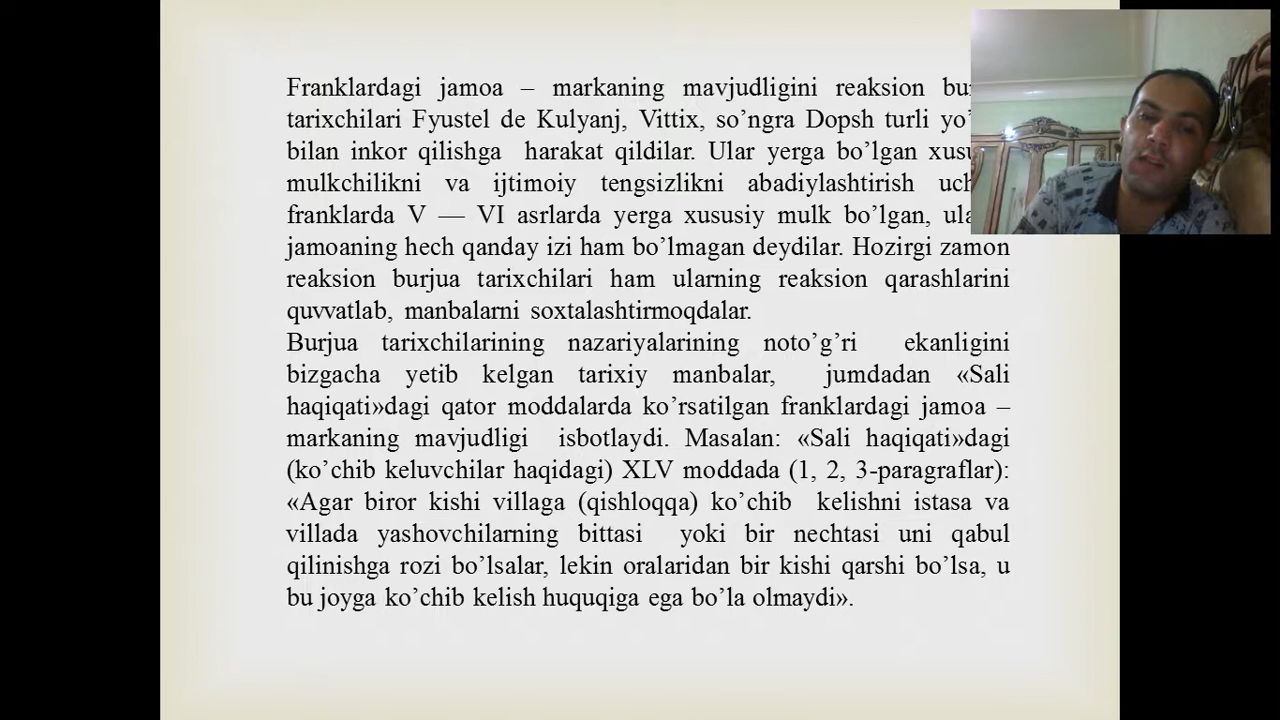 Franklardagi jamoa – markaning mavjudligini reaksion
tarixchilari Fyustel de Kulyanj, Vittix, so’ngra Dopsh turli
bilan inkor qilishga harakat qildilar. Ular yerga bo’lgan
mulkchilikni va ijtimoiy tengsizlikni abadiylashtirish
franklarda V — VI asrlarda yerga xususiy mulk bo’lgan,
jamoaning hech qanday izi ham bo’lmagan deydilar. Hozirgi zamon
reaksion burjua tarixchilari ham ularning reaksion qarashlarini
quvvatlab, manbalarni soxtalashtirmoqdalar.
Burjua tarixchilarining nazariyalarining noto’g’ri ekanligini
bizgacha yetib kelgan tarixiy manbalar, jumdadan «Sali
haqiqati»dagi qator moddalarda ko’rsatilgan franklardagi jamoa –
markaning mavjudligi isbotlaydi. Masalan: «Sali haqiqati»dagi
(ko’chib keluvchilar haqidagi) XLV moddada (1, 2, 3-paragraflar):
«Agar biror kishi villaga (qishloqqa) ko’chib kelishni istasa va
villada yashovchilarning bittasi yoki bir nechtasi uni qabul
qilinishga rozi bo’lsalar, lekin oralaridan bir kishi qarshi bo’lsa, u
bu joyga ko’chib kelish huquqiga ega bo’la olmaydi».